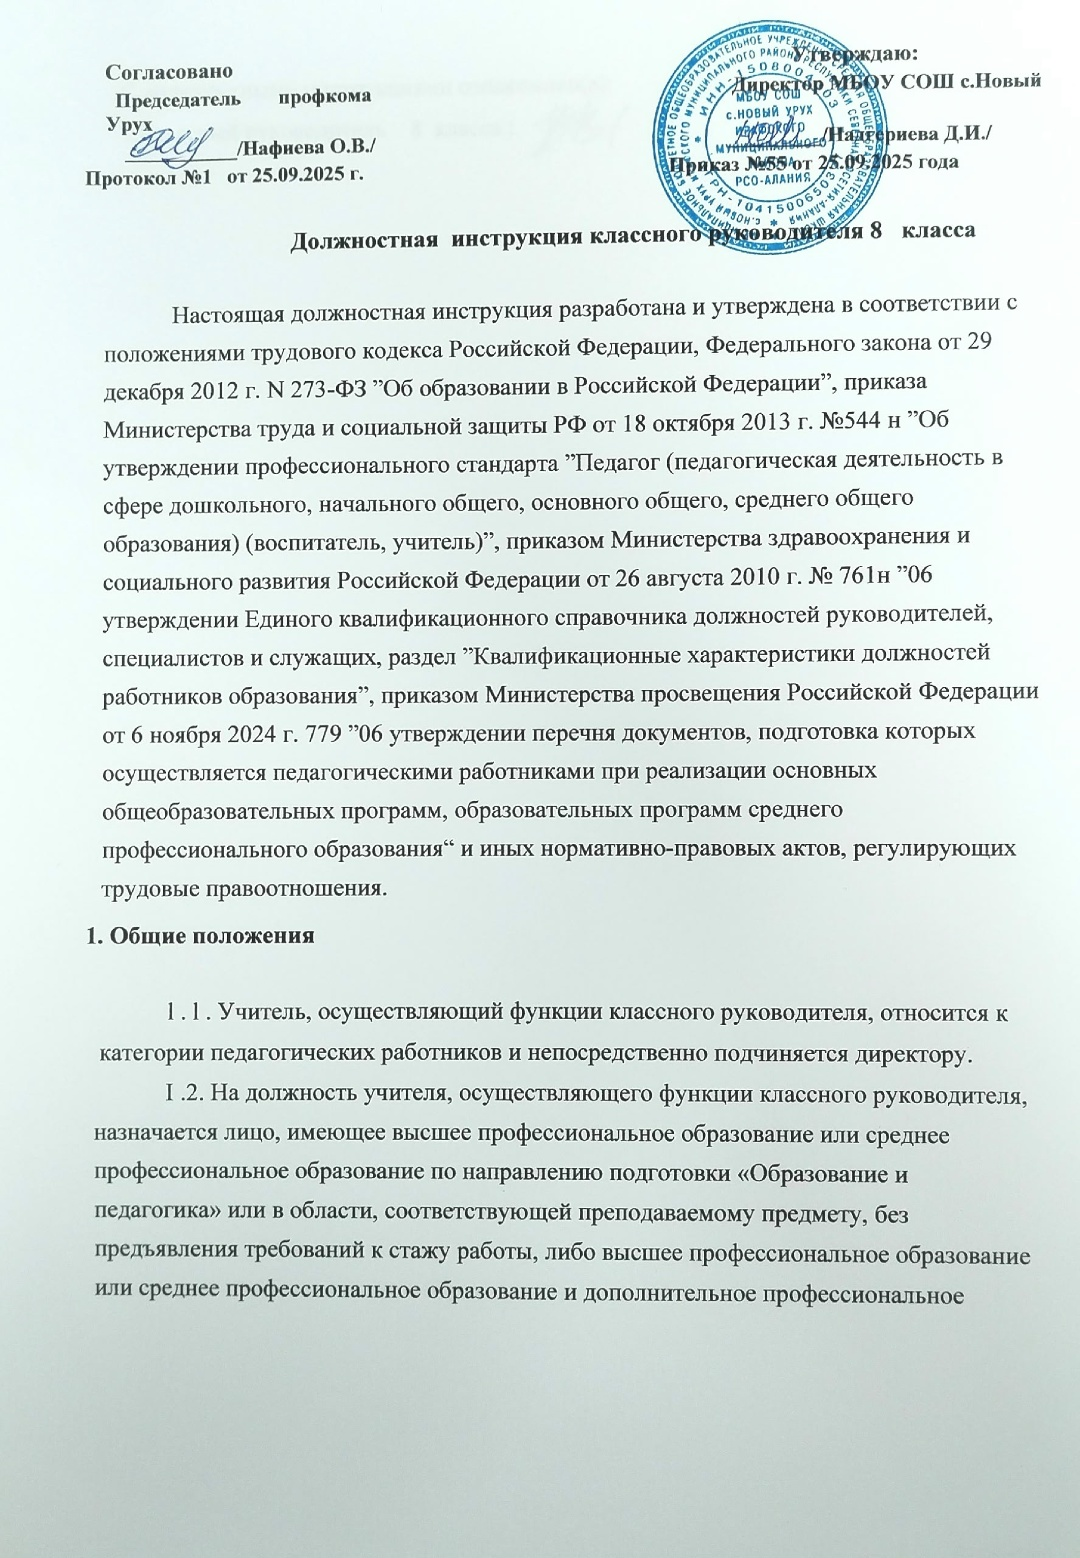 Согласовано
Утверждаю:
Председатель профкома
Директор МБОУ СОШ с.Новый
Урух
/Нафиева О.В./
/Надгериева Д.И./
Протокол №1 от 25.09.2025 г.
Приказ №55 от 25.09.2025 года
МБОУ СОШ
с.НОВЫЙ УРУХ
ИРАФСКОГО
МУНИЦИПАЛЬНОГО
РАЙОНА
РСО-АЛАНИЯ
Должностная инструкция классного руководителя 8 класса
Настоящая должностная инструкция разработана и утверждена в соответствии с
положениями трудового кодекса Российской Федерации, Федерального закона от 29
декабря 2012 г. N 273-ФЗ ”Об образовании в Российской Федерации”, приказа
Министерства труда и социальной защиты РФ от 18 октября 2013 г. №544 н ”Об
утверждении профессионального стандарта ”Педагог (педагогическая деятельность в
сфере дошкольного, начального общего, основного общего, среднего общего
образования) (воспитатель, учитель)”, приказом Министерства здравоохранения и
социального развития Российской Федерации от 26 августа 2010 г. № 761н ”06
утверждении Единого квалификационного справочника должностей руководителей,
специалистов и служащих, раздел ”Квалификационные характеристики должностей
работников образования”, приказом Министерства просвещения Российской Федерации
от 6 ноября 2024 г. 779 ”06 утверждении перечня документов, подготовка которых
осуществляется педагогическими работниками при реализации основных
общеобразовательных программ, образовательных программ среднего
профессионального образования“ и иных нормативно-правовых актов, регулирующих
трудовые правоотношения.
1. Общие положения
1 . 1 . Учитель, осуществляющий функции классного руководителя, относится к
категории педагогических работников и непосредственно подчиняется директору.
I .2. На должность учителя, осуществляющего функции классного руководителя,
назначается лицо, имеющее высшее профессиональное образование или среднее
профессиональное образование по направлению подготовки «Образование и
педагогика» или в области, соответствующей преподаваемому предмету, без
предъявления требований к стажу работы, либо высшее профессиональное образование
или среднее профессиональное образование и дополнительное профессиональное